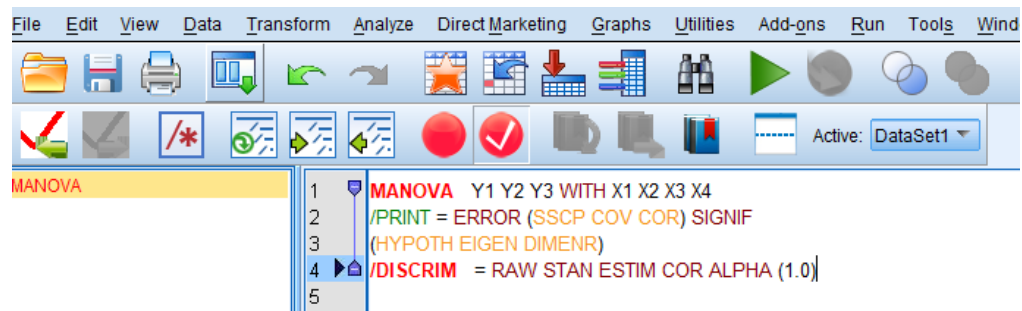 File Edit View Data Transform Analyze Direct Marketing Graphs Utilities Add-ons Run Tools Wind
/* Active: DataSet1
MANOVA
1 MANOVA Y1 Y2 Y3 WITH X1 X2 X3 X4
2 /PRINT = ERROR (SSCP COV COR) SIGNIF
3 (HYPOTH EIGEN DIMENR)
4 /DISCRIM = RAW STAN ESTIM COR ALPHA (1.0)
5